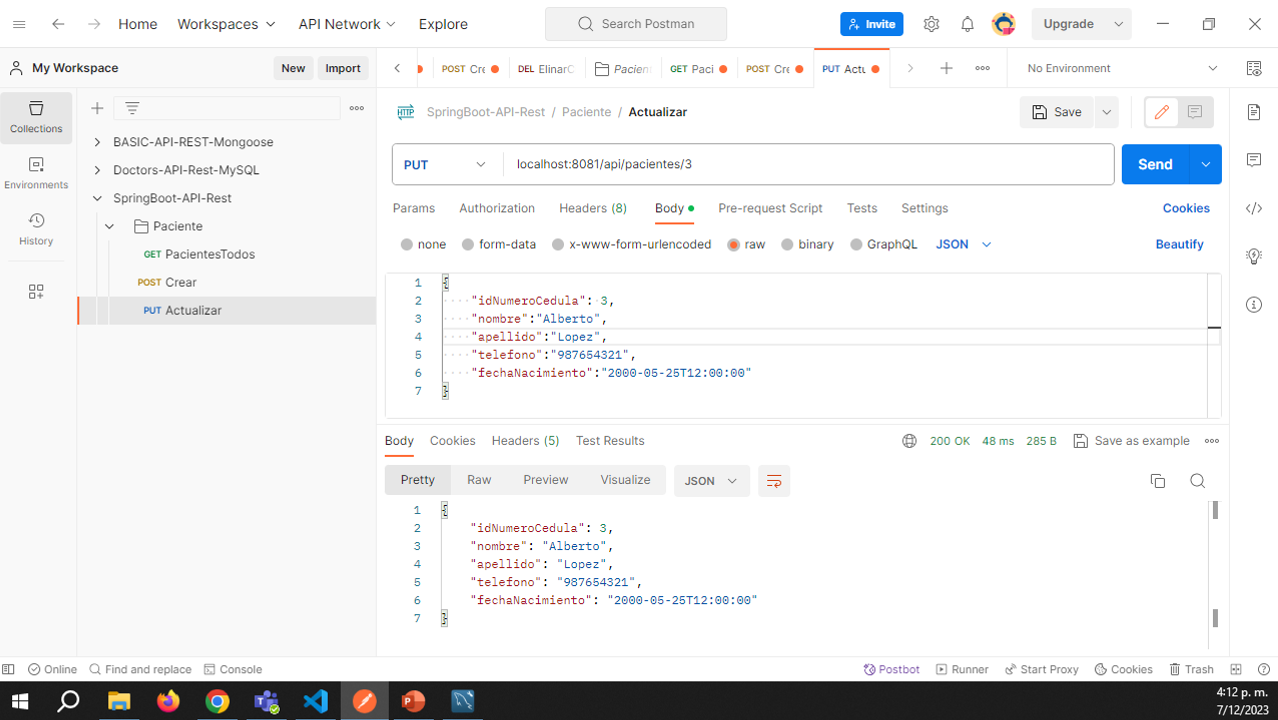 Home Workspaces API Network Explore Search Postman Invite Upgrade
My Workspace New Import POST Cre DEL ElinarC Pacien GET Paci POST Cre PUT Actu No Environment
Collections
Environments
History
BASIC-API-REST-Mongoose
Doctors-API-Rest-MySQL
SpringBoot-API-Rest
Paciente
GET PacientesTodos
POST Crear
PUT Actualizar
HTTP SpringBoot-API-Rest / Paciente / Actualizar Save
PUT localhost:8081/api/pacientes/3 Send
Params Authorization Headers (8) Body Pre-request Script Tests Settings Cookies
none form-data x-www-form-urlencoded raw binary GraphQL JSON Beautify
1 {
2 "idNumeroCedula": 3,
3 "nombre":"Alberto",
4 "apellido":"Lopez",
5 "telefono":"987654321",
6 "fechaNacimiento":"2000-05-25T12:00:00"
7 }
Body Cookies Headers (5) Test Results 200 OK 48 ms 285 B Save as example
Pretty Raw Preview Visualize JSON
1 {
2 "idNumeroCedula": 3,
3 "nombre": "Alberto",
4 "apellido": "Lopez",
5 "telefono": "987654321",
6 "fechaNacimiento": "2000-05-25T12:00:00"
7 }
Online Find and replace Console Postbot Runner Start Proxy Cookies Trash
4:12 p. m.
7/12/2023